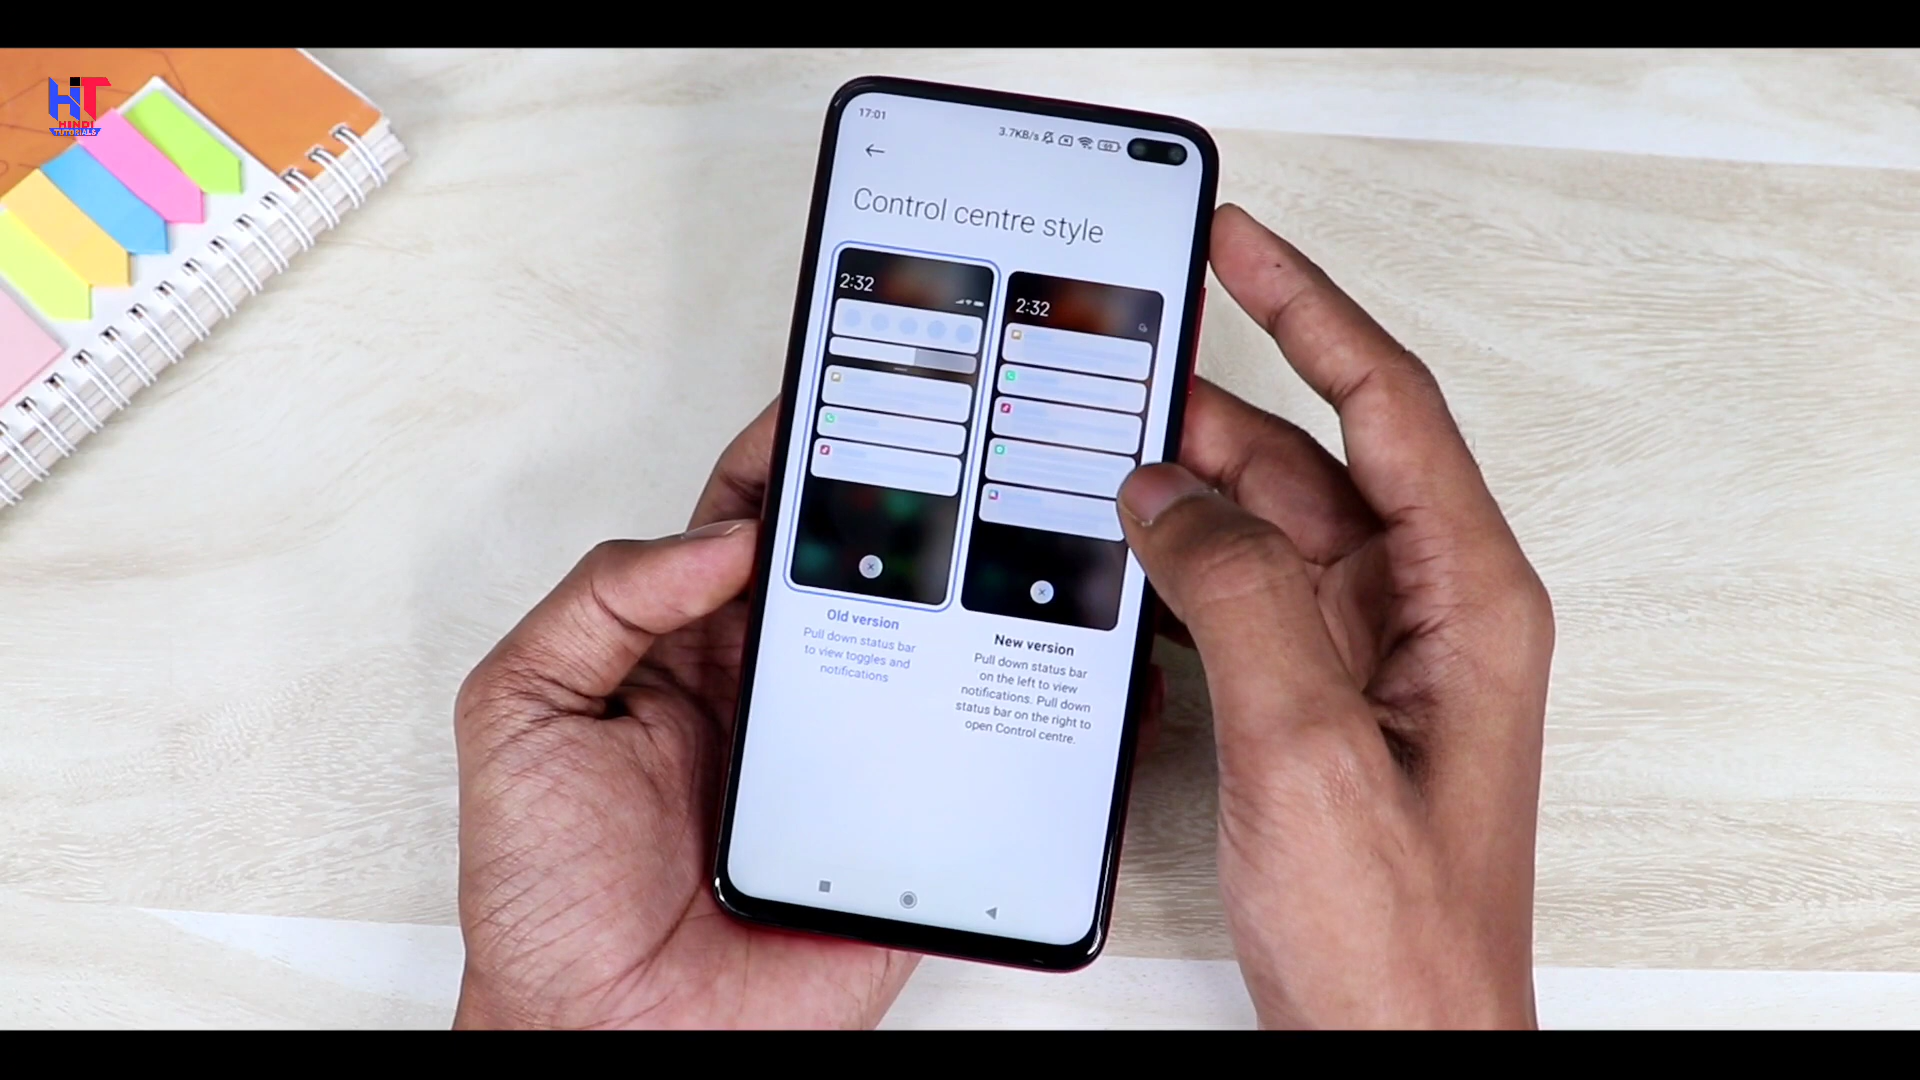 HiT
HINDI
TUTORIALS
17:01
3.7KB/s
69
Control centre style
2:32
2:32
Old version
Pull down status bar
to view toggles and
notifications
New version
Pull down status bar
on the left to view
notifications. Pull down
status bar on the right to
open Control centre.